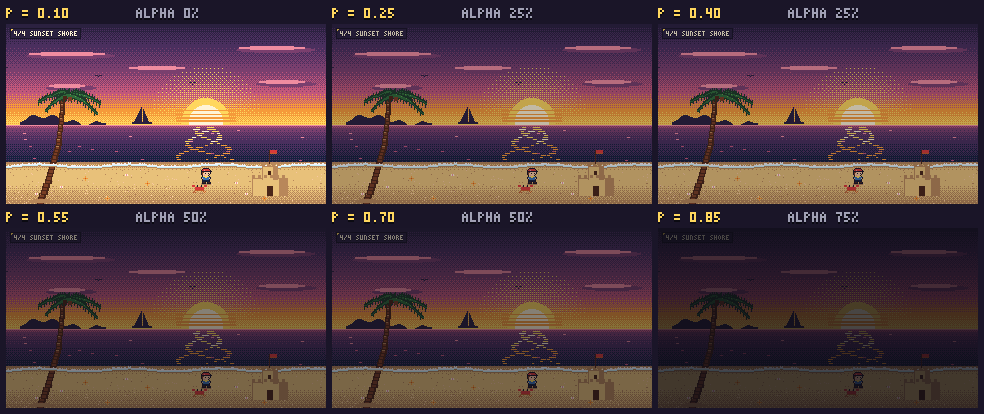 P = 0.10 ALPHA 0%
P = 0.25 ALPHA 25%
P = 0.40 ALPHA 25%
4/4 SUNSET SHORE
4/4 SUNSET SHORE
4/4 SUNSET SHORE
P = 0.55 ALPHA 50%
P = 0.70 ALPHA 50%
P = 0.85 ALPHA 75%
4/4 SUNSET SHORE
4/4 SUNSET SHORE
4/4 SUNSET SHORE